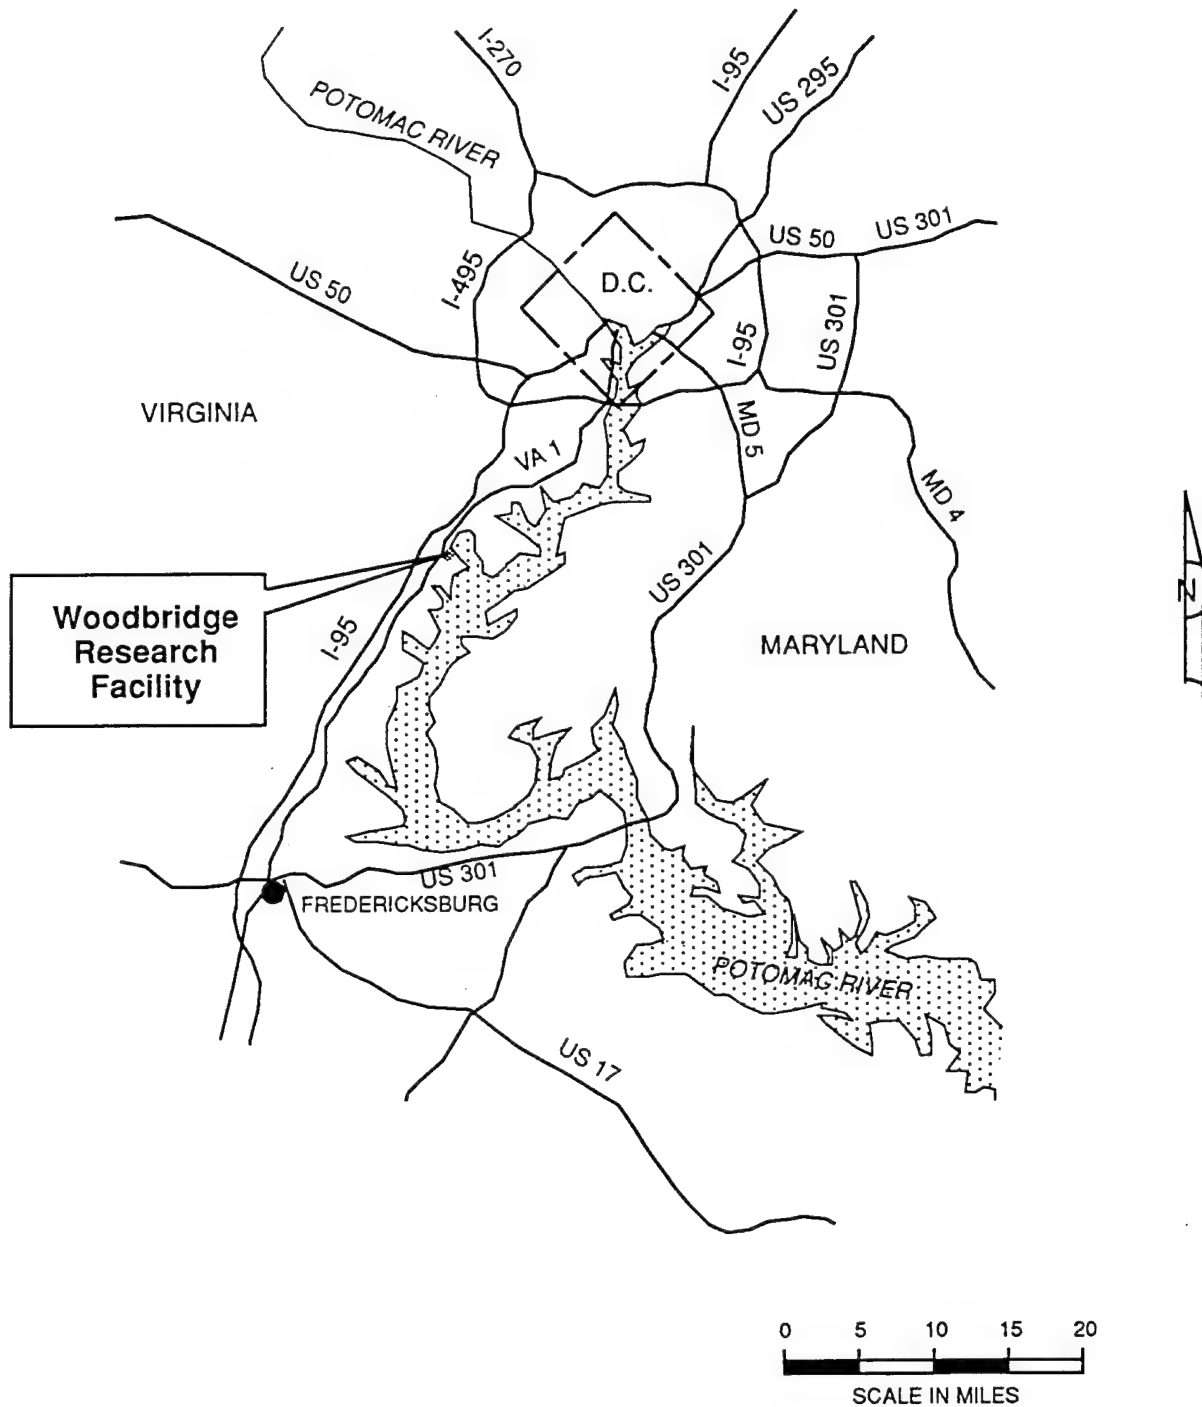 I-270
I-95
US 295
POTOMAC RIVER
US 301
US 50
US 50
I-495
D.C.
US 301
I-95
VIRGINIA
MD 5
VA 1
MD 4
US 301
N
Woodbridge
Research
Facility
I-95
MARYLAND
US 301
FREDERICKSBURG
POTOMAC RIVER
US 17
0 5 10 15 20
SCALE IN MILES